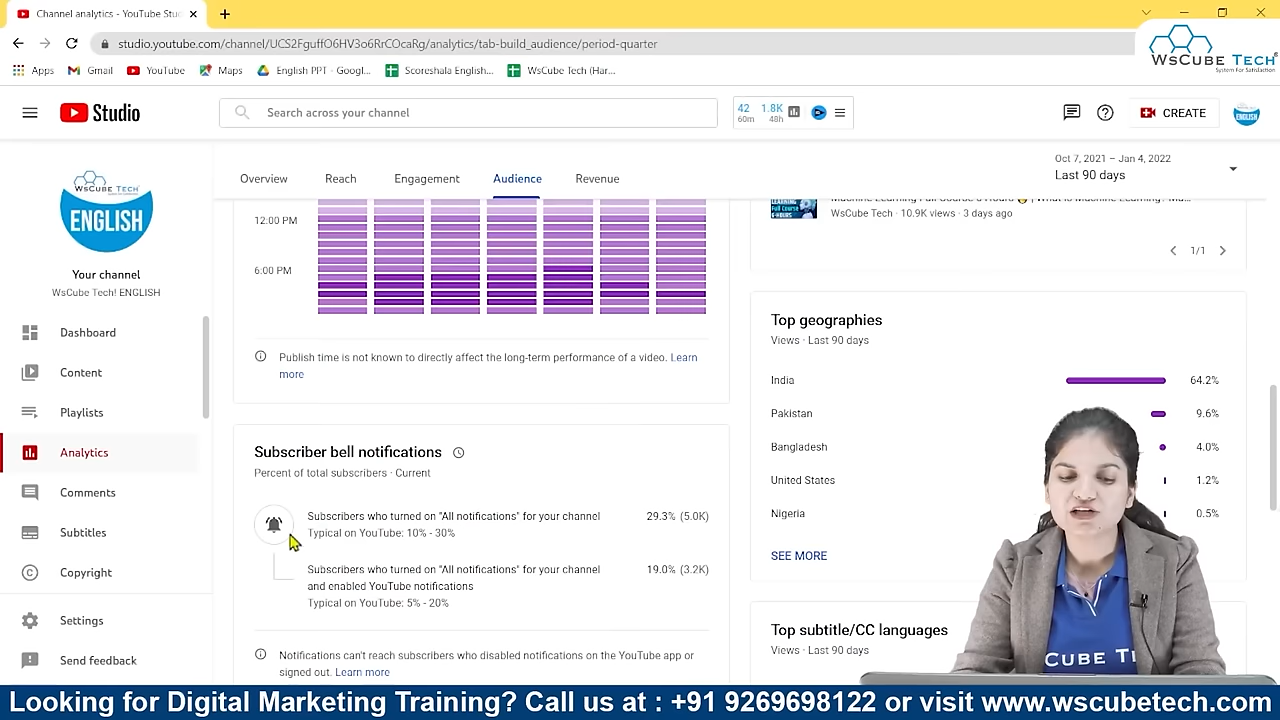 Channel analytics - YouTube Stu
studio.youtube.com/channel/UCS2FguffO6HV3o6RrCOcaRg/analytics/tab-build_audience/period-quarter
Apps Gmail YouTube Maps English PPT - Googl... Scoreshala English... WsCube Tech (Har...
WsCube Tech®
System For Satisfaction
Studio
Search across your channel
42 1.8K
60m 48h
CREATE
ENGLISH
WsCube Tech
ENGLISH
Your channel
WsCube Tech! ENGLISH
Dashboard
Content
Playlists
Analytics
Comments
Subtitles
Copyright
Settings
Send feedback
Overview Reach Engagement Audience Revenue
Oct 7, 2021 – Jan 4, 2022
Last 90 days
12:00 PM
6:00 PM
Publish time is not known to directly affect the long-term performance of a video. Learn
more
Subscriber bell notifications
Percent of total subscribers · Current
Subscribers who turned on "All notifications" for your channel 29.3% (5.0K)
Typical on YouTube: 10% - 30%
Subscribers who turned on "All notifications" for your channel 19.0% (3.2K)
and enabled YouTube notifications
Typical on YouTube: 5% - 20%
Notifications can't reach subscribers who disabled notifications on the YouTube app or
signed out. Learn more
WsCube Tech · 10.9K views · 3 days ago
1/1
Top geographies
Views · Last 90 days
India 64.2%
Pakistan 9.6%
Bangladesh 4.0%
United States 1.2%
Nigeria 0.5%
SEE MORE
Top subtitle/CC languages
Views · Last 90 days
CUBE TE
Looking for Digital Marketing Training? Call us at : +91 9269698122 or visit www.wscubetech.com